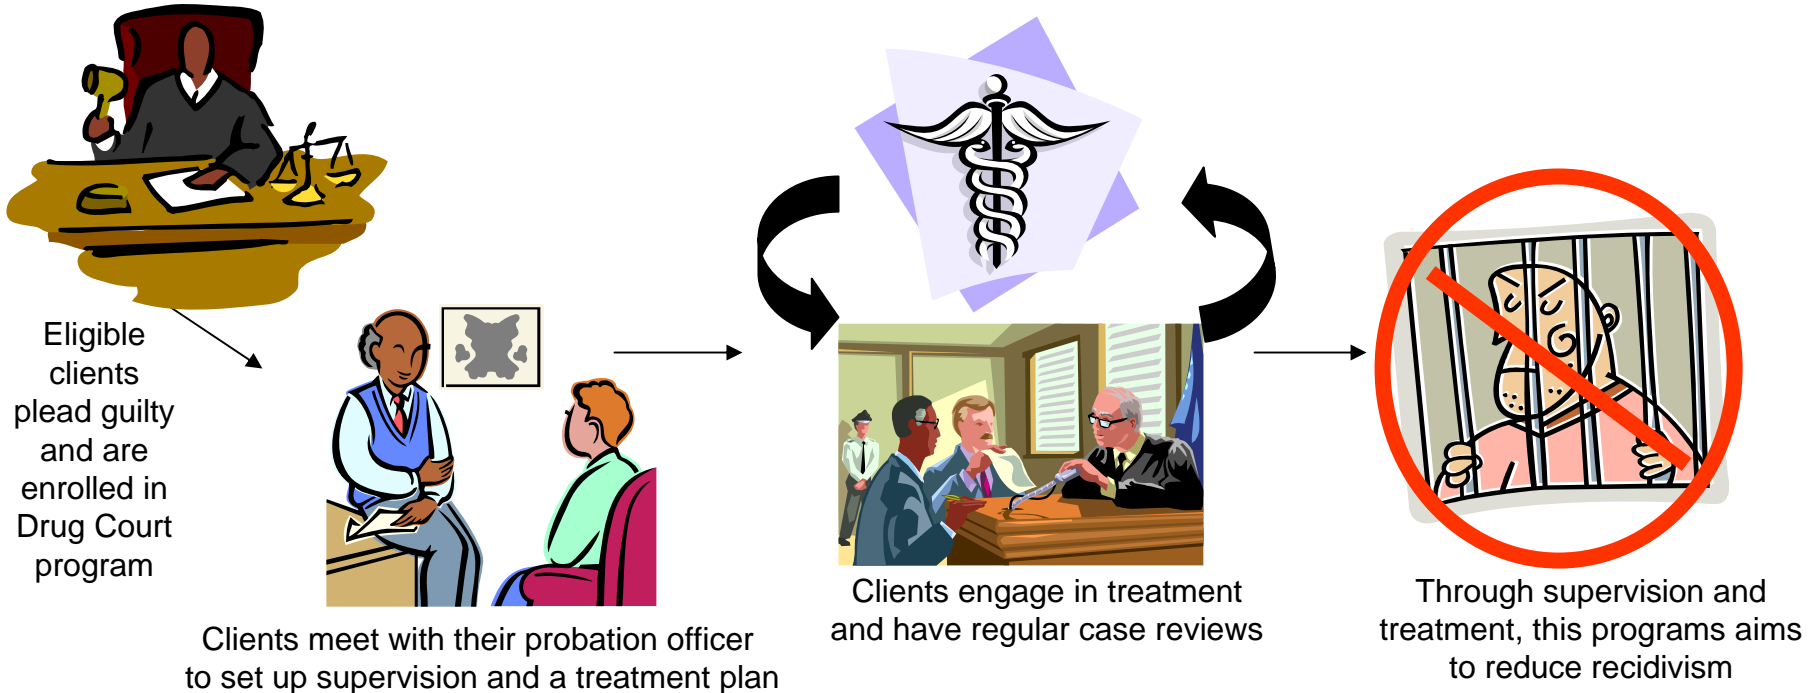 Eligible
clients
plead guilty
and are
enrolled in
Drug Court
program
Clients meet with their probation officer
to set up supervision and a treatment plan
Clients engage in treatment
and have regular case reviews
Through supervision and
treatment, this programs aims
to reduce recidivism